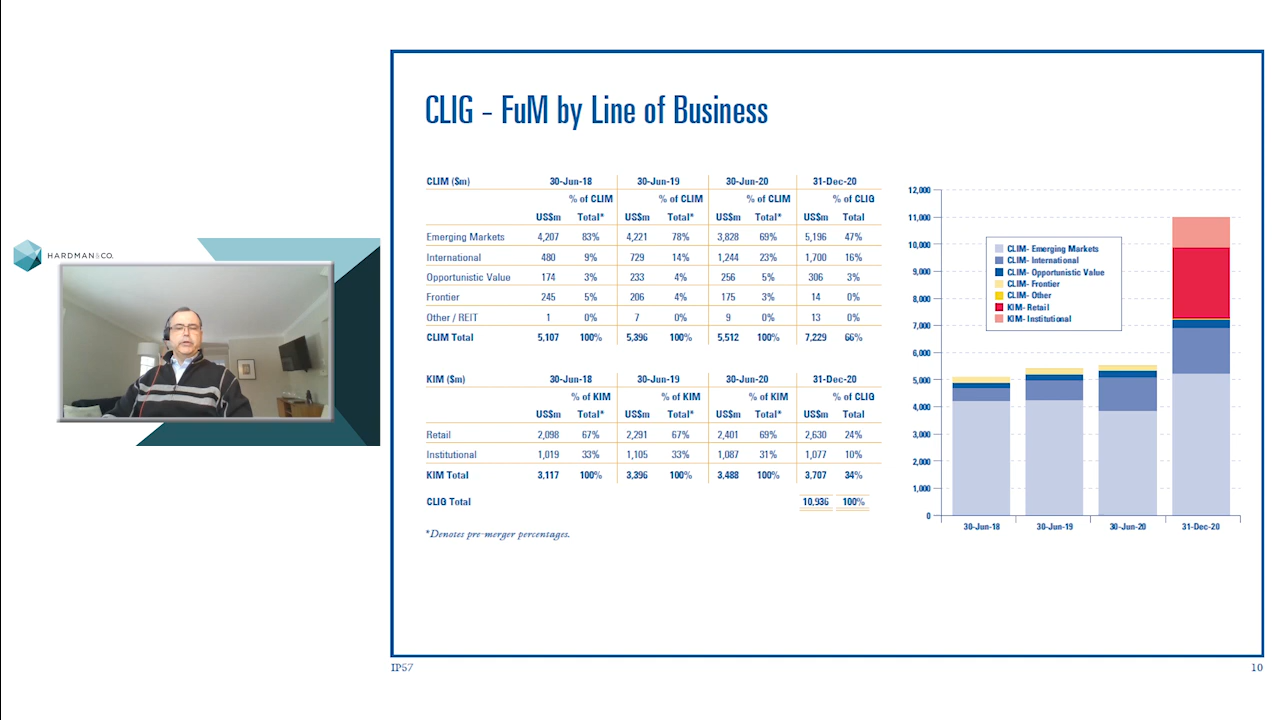 HARDMAN&CO.
CLIG - FuM by Line of Business
CLIM ($m) 30-Jun-18 30-Jun-19 30-Jun-20 31-Dec-20
% of CLIM % of CLIM % of CLIM % of CLIG
US$m Total* US$m Total* US$m Total* US$m Total
Emerging Markets 4,207 83% 4,221 78% 3,828 69% 5,196 47%
International 480 9% 729 14% 1,244 23% 1,700 16%
Opportunistic Value 174 3% 233 4% 256 5% 306 3%
Frontier 245 5% 206 4% 175 3% 14 0%
Other / REIT 1 0% 7 0% 9 0% 13 0%
CLIM Total 5,107 100% 5,396 100% 5,512 100% 7,229 66%
KIM ($m) 30-Jun-18 30-Jun-19 30-Jun-20 31-Dec-20
% of KIM % of KIM % of KIM % of CLIG
US$m Total* US$m Total* US$m Total* US$m Total
Retail 2,098 67% 2,291 67% 2,401 69% 2,630 24%
Institutional 1,019 33% 1,105 33% 1,087 31% 1,077 10%
KIM Total 3,117 100% 3,396 100% 3,488 100% 3,707 34%
CLIG Total 10,936 100%
*Denotes pre-merger percentages.
12,000
11,000
10,000
9,000
8,000
7,000
6,000
5,000
4,000
3,000
2,000
1,000
0
CLIM- Emerging Markets
CLIM- International
CLIM- Opportunistic Value
CLIM- Frontier
CLIM- Other
KIM- Retail
KIM- Institutional
30-Jun-18 30-Jun-19 30-Jun-20 31-Dec-20
IP57 10